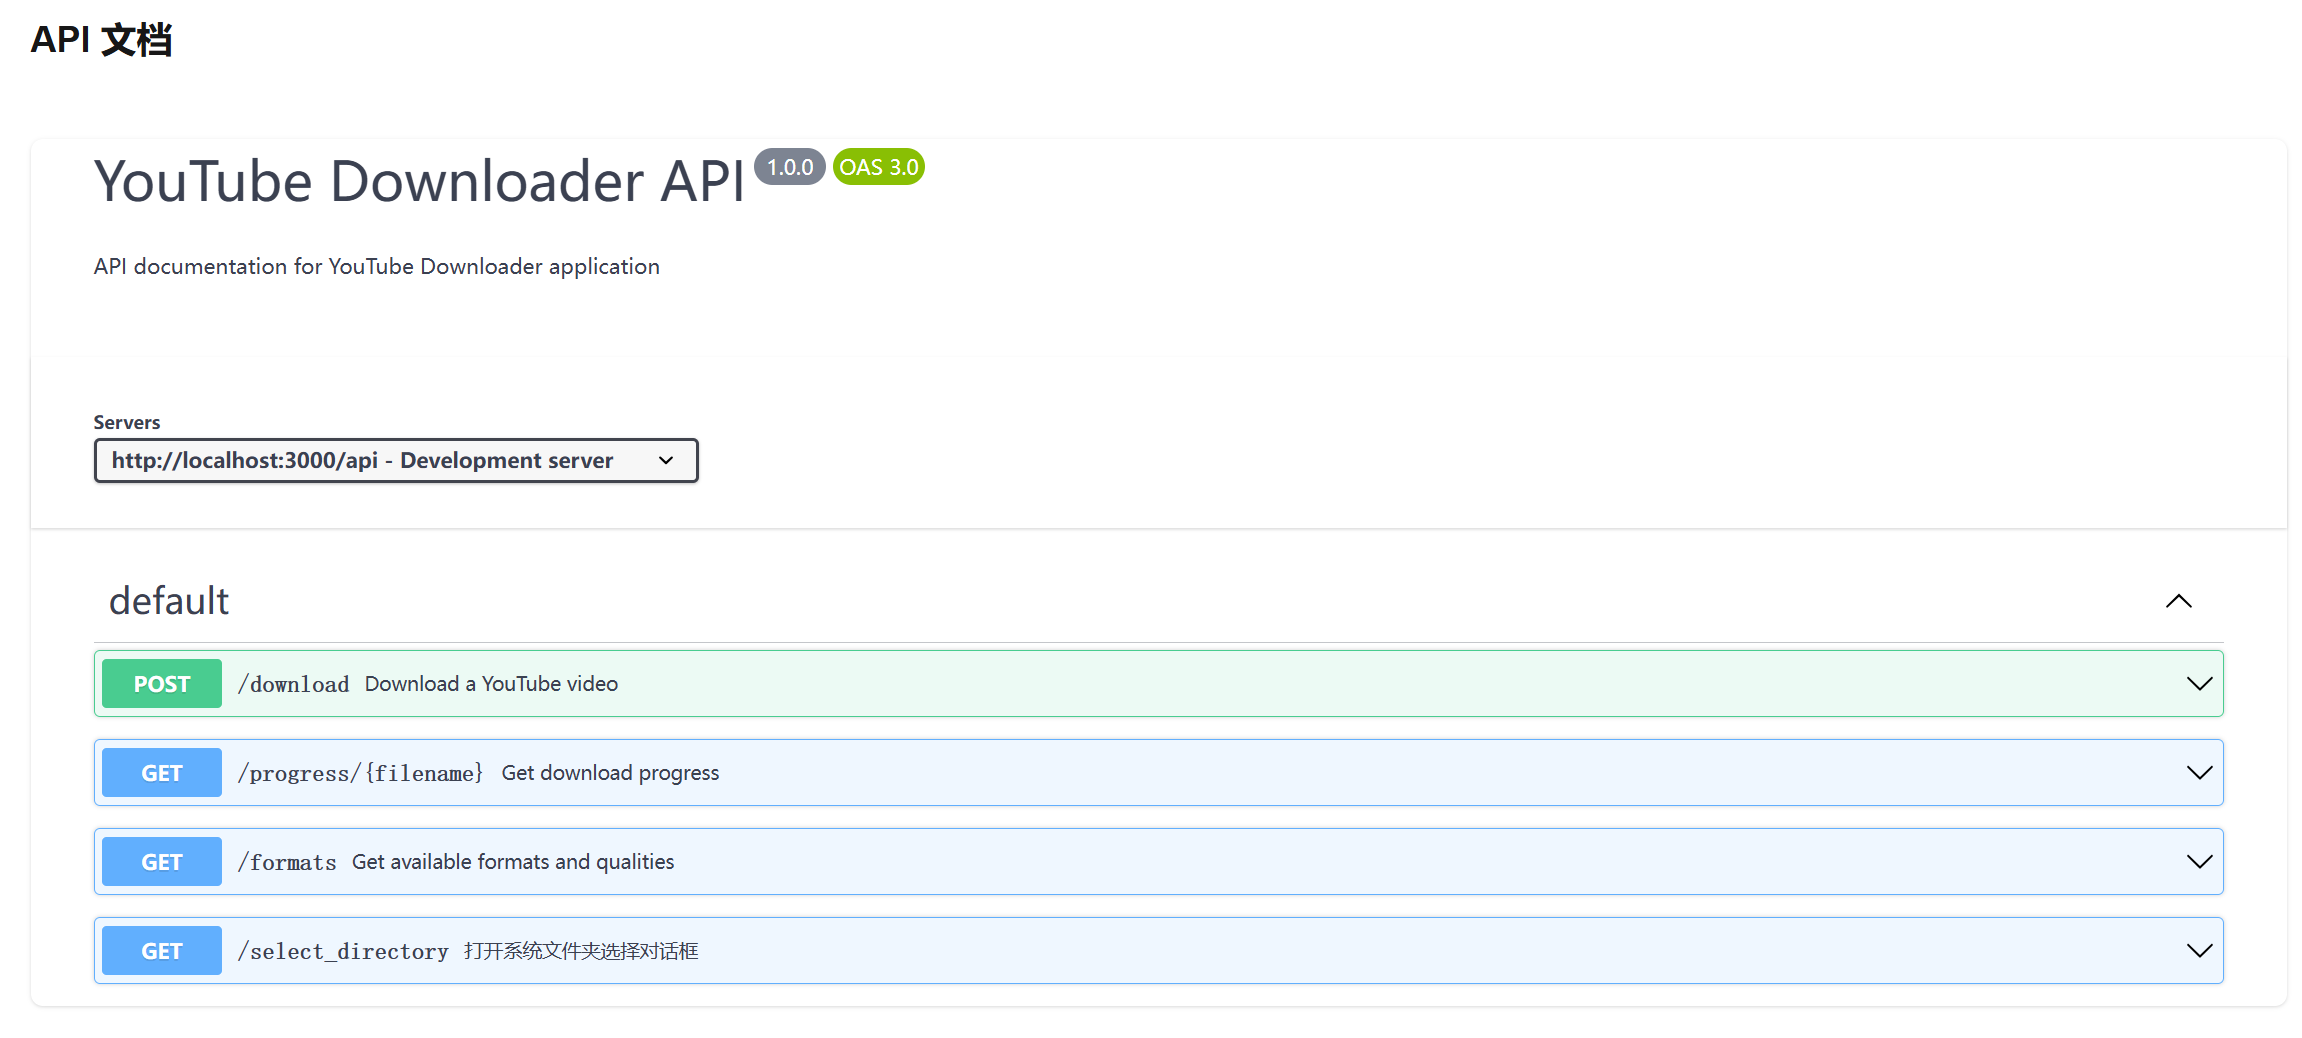 API 文档
YouTube Downloader API 1.0.0 OAS 3.0
API documentation for YouTube Downloader application
Servers
http://localhost:3000/api - Development server
default
POST /download Download a YouTube video
GET /progress/{filename} Get download progress
GET /formats Get available formats and qualities
GET /select_directory 打开系统文件夹选择对话框